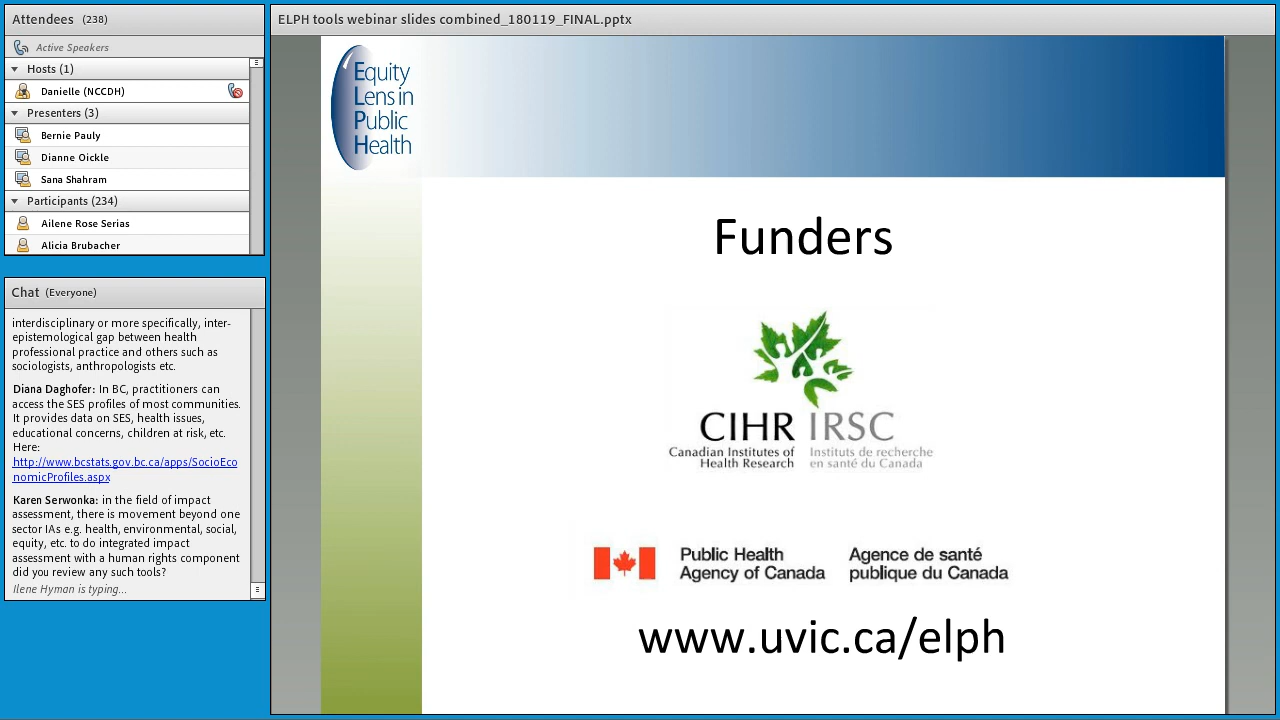 Attendees (238)
Active Speakers
Hosts (1)
Danielle (NCCDH)
Presenters (3)
Bernie Pauly
Dianne Oickle
Sana Shahram
Participants (234)
Ailene Rose Serias
Alicia Brubacher
Chat (Everyone)
interdisciplinary or more specifically, inter-
epistemological gap between health
professional practice and others such as
sociologists, anthropologists etc.
Diana Daghofer: In BC, practitioners can
access the SES profiles of most communities.
It provides data on SES, health issues,
educational concerns, children at risk, etc.
Here:
http://www.bcstats.gov.bc.ca/apps/SocioEco
nomicProfiles.aspx
Karen Serwonka: in the field of impact
assessment, there is movement beyond one
sector IAs e.g. health, environmental, social,
equity, etc. to do integrated impact
assessment with a human rights component
did you review any such tools?
Ilene Hyman is typing...
ELPH tools webinar slides combined_180119_FINAL.pptx
Equity
Lens in
Public
Health
Funders
CIHR IRSC
Canadian Institutes of Instituts de recherche
Health Research en santé du Canada
Public Health Agence de santé
Agency of Canada publique du Canada
www.uvic.ca/elph